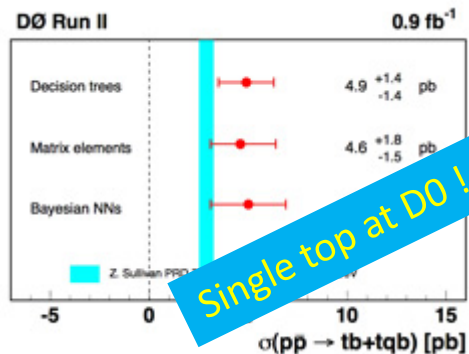 DØ Run II 0.9 fb⁻¹
Decision trees 4.9 +1.4 -1.4 pb
Matrix elements 4.6 +1.8 -1.5 pb
Bayesian NNs
Z. Sullivan PRD
Single top at D0 !
-5 0 10 15
σ(pp̄ → tb+tqb) [pb]